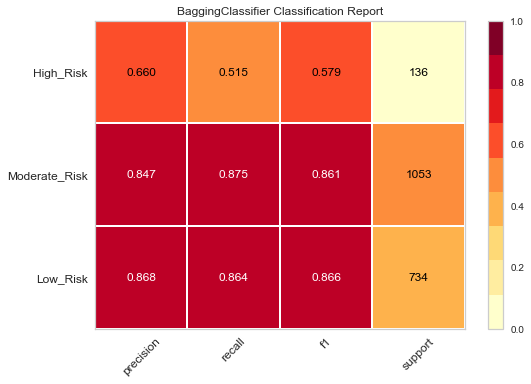 BaggingClassifier Classification Report
High_Risk 0.660 0.515 0.579 136
Moderate_Risk 0.847 0.875 0.861 1053
Low_Risk 0.868 0.864 0.866 734
precision recall f1 support
1.0
0.8
0.6
0.4
0.2
0.0